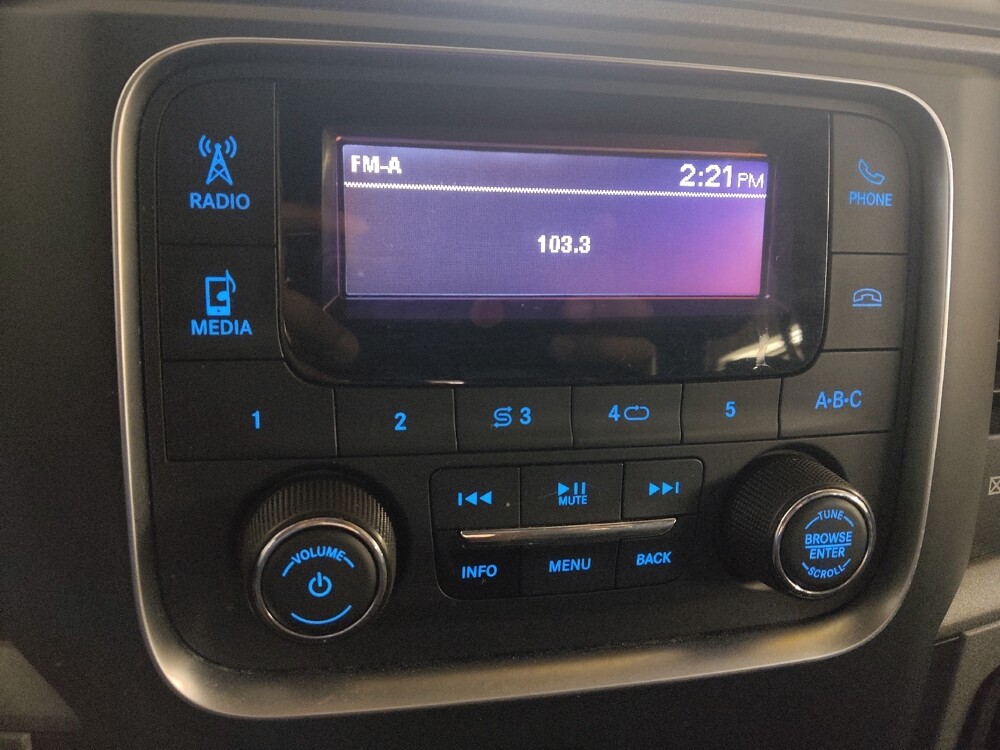 FM-A 2:21 PM
103.3
RADIO
MEDIA
PHONE
1 2 3 4 5 A·B·C
MUTE
INFO MENU BACK
VOLUME
TUNE
BROWSE
ENTER
SCROLL